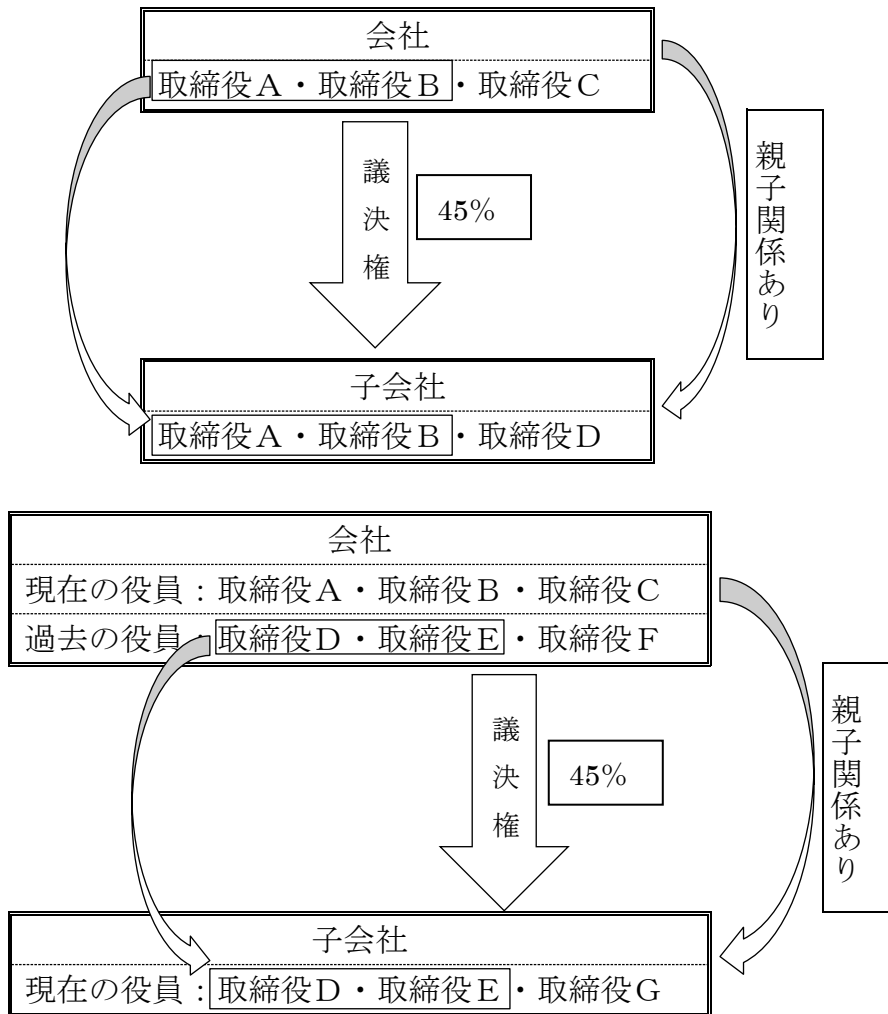 会社
取締役A・取締役B・取締役C
議決権
45%
親子関係あり
子会社
取締役A・取締役B・取締役D
会社
現在の役員：取締役A・取締役B・取締役C
過去の役員：取締役D・取締役E・取締役F
議決権
45%
親子関係あり
子会社
現在の役員：取締役D・取締役E・取締役G